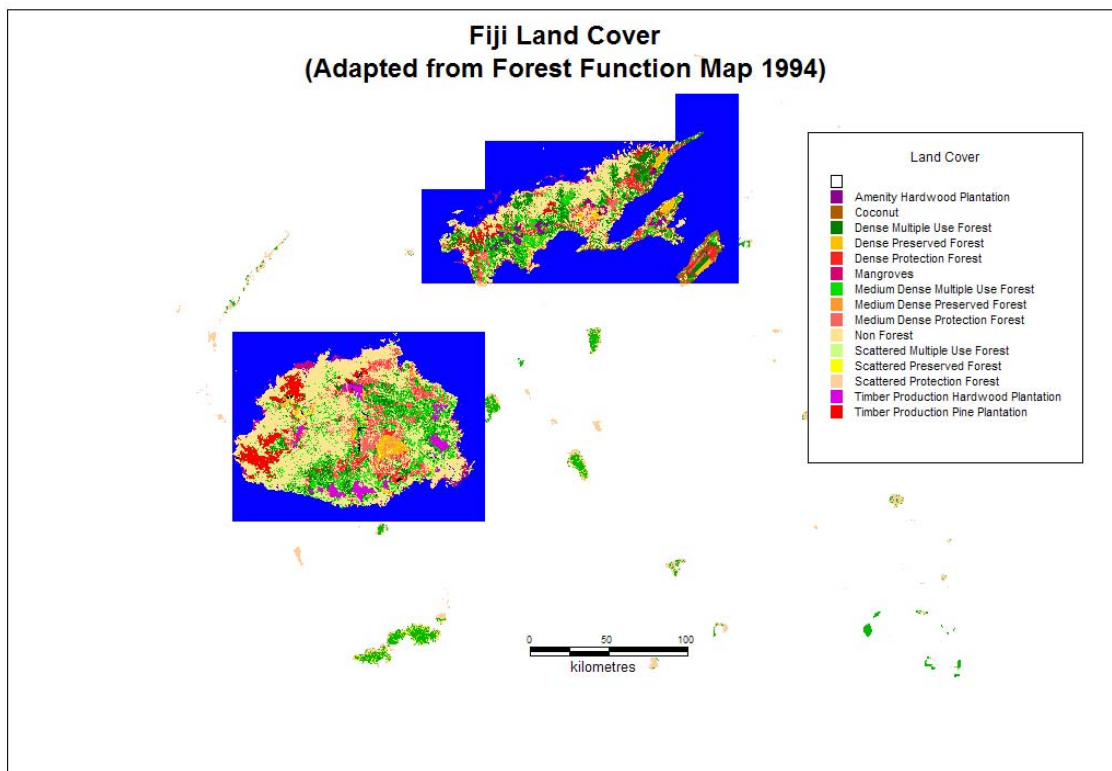 Fiji Land Cover
(Adapted from Forest Function Map 1994)
Land Cover
Amenity Hardwood Plantation
Coconut
Dense Multiple Use Forest
Dense Preserved Forest
Dense Protection Forest
Mangroves
Medium Dense Multiple Use Forest
Medium Dense Preserved Forest
Medium Dense Protection Forest
Non Forest
Scattered Multiple Use Forest
Scattered Preserved Forest
Scattered Protection Forest
Timber Production Hardwood Plantation
Timber Production Pine Plantation
0 50 100
kilometres